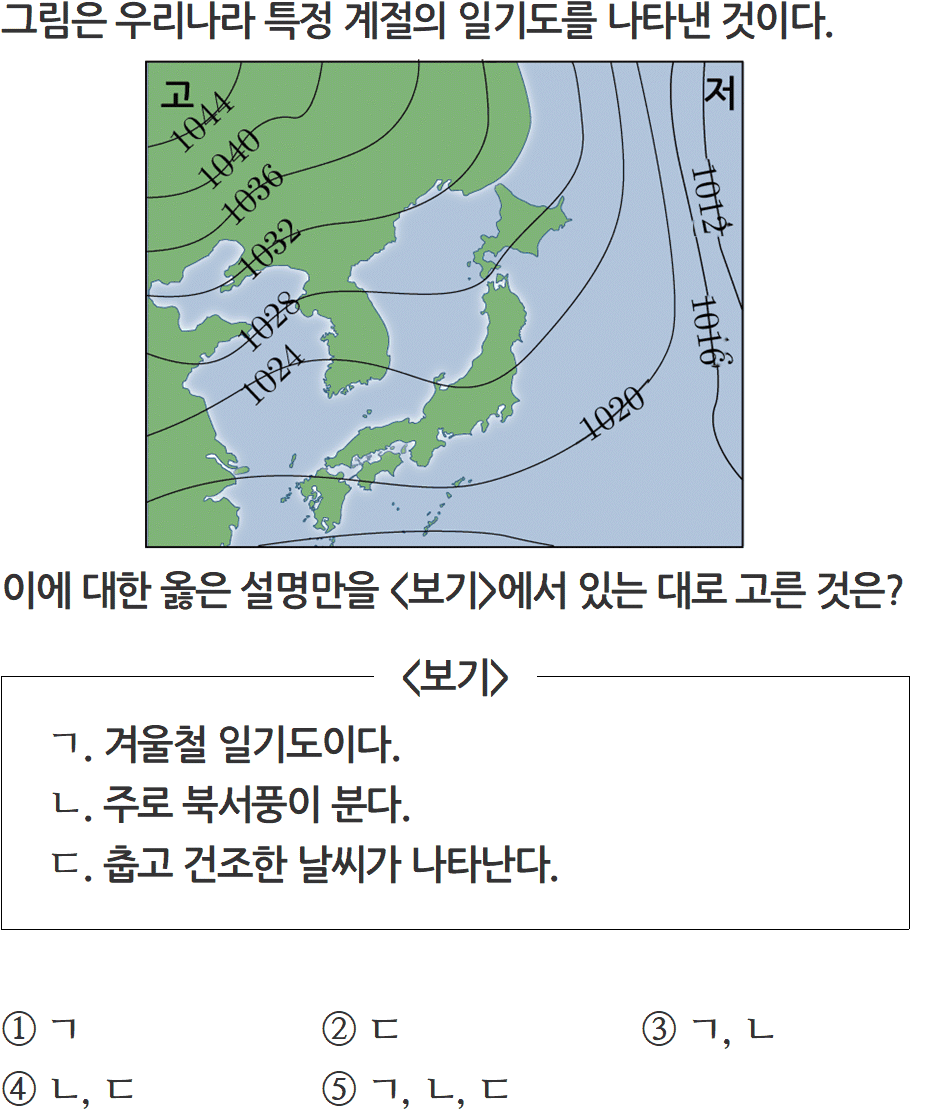 그림은 우리나라 특정 계절의 일기도를 나타낸 것이다.
고
저
1044
1040
1036
1032
1028
1024
1012
1016
1020
이에 대한 옳은 설명만을 <보기>에서 있는 대로 고른 것은?
<보기>
ㄱ. 겨울철 일기도이다.
ㄴ. 주로 북서풍이 분다.
ㄷ. 춥고 건조한 날씨가 나타난다.
① ㄱ ② ㄷ ③ ㄱ, ㄴ
④ ㄴ, ㄷ ⑤ ㄱ, ㄴ, ㄷ